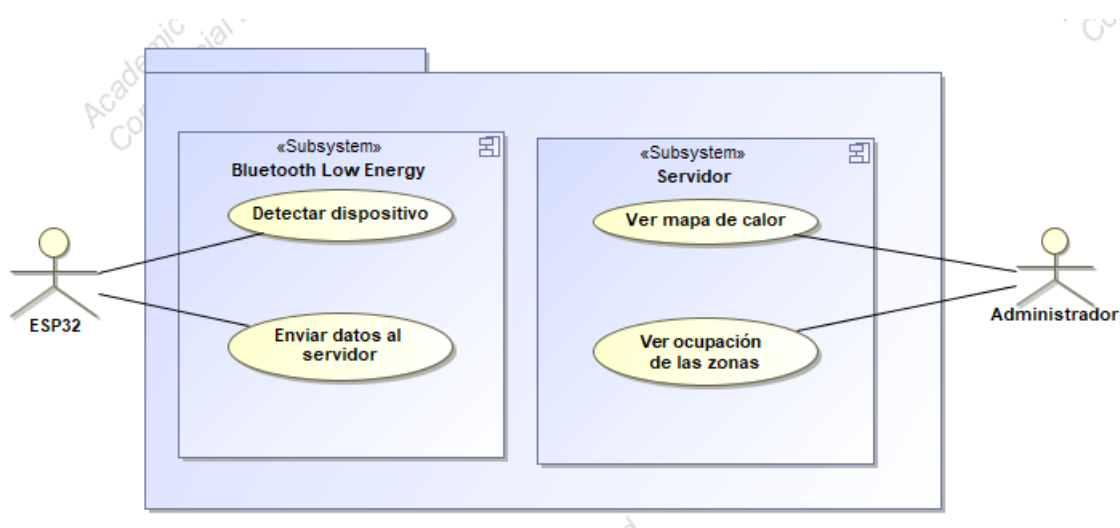 «Subsystem»
Bluetooth Low Energy
Detectar dispositivo
Enviar datos al
servidor
«Subsystem»
Servidor
Ver mapa de calor
Ver ocupación
de las zonas
ESP32
Administrador
Academic